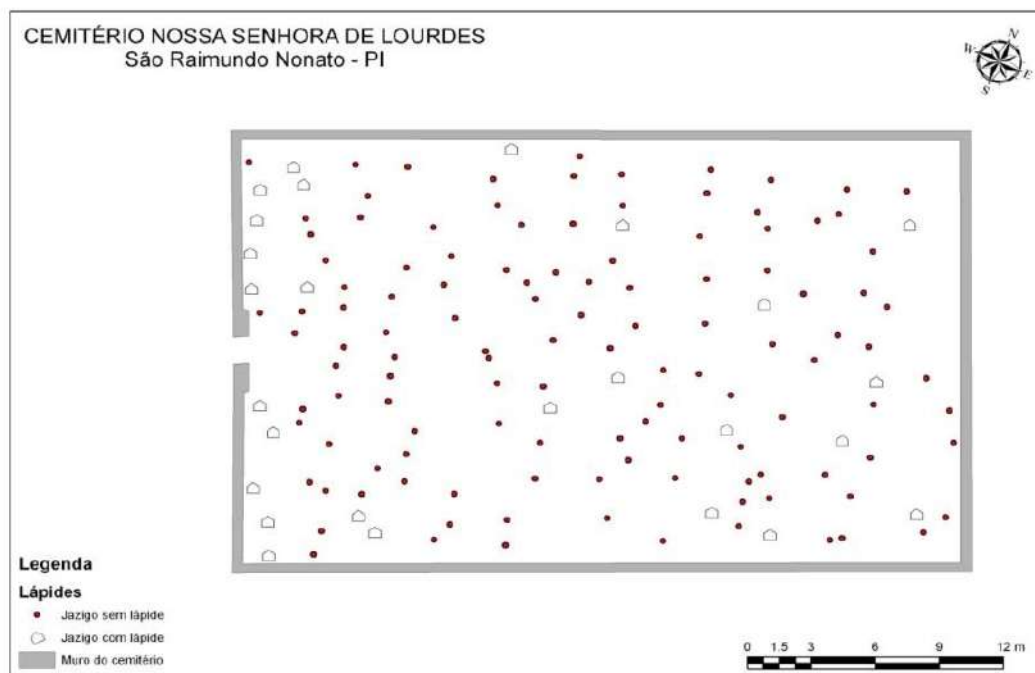 CEMITÉRIO NOSSA SENHORA DE LOURDES
São Raimundo Nonato - PI
N
W
E
S
Legenda
Lápides
Jazigo sem lápide
Jazigo com lápide
Muro do cemitério
0 1.5 3 6 9 12 m